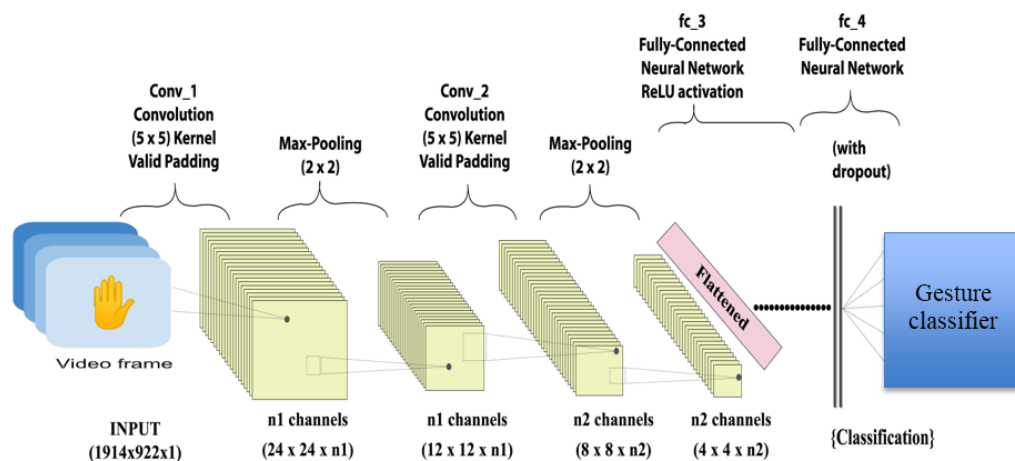 fc_3
Fully-Connected
Neural Network
ReLU activation
fc_4
Fully-Connected
Neural Network
Conv_1
Convolution
(5 x 5) Kernel
Valid Padding
Max-Pooling
(2 x 2)
Conv_2
Convolution
(5 x 5) Kernel
Valid Padding
Max-Pooling
(2 x 2)
(with
dropout)
Video frame
Flattened
Gesture
classifier
INPUT
(1914x922x1)
n1 channels
(24 x 24 x n1)
n1 channels
(12 x 12 x n1)
n2 channels
(8 x 8 x n2)
n2 channels
(4 x 4 x n2)
{Classification}